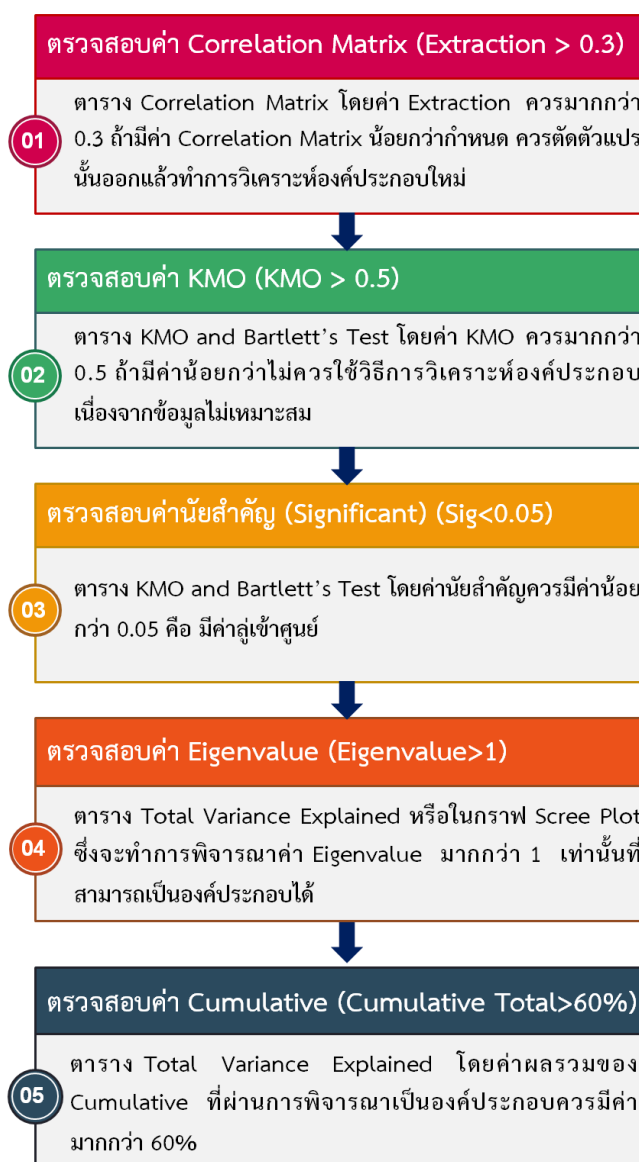 ตรวจสอบค่า Correlation Matrix (Extraction > 0.3)
01
ตาราง Correlation Matrix โดยค่า Extraction ควรมากกว่า
0.3 ถ้ามีค่า Correlation Matrix น้อยกว่ากำหนด ควรตัดตัวแปร
นั้นออกแล้วทำการวิเคราะห์องค์ประกอบใหม่
ตรวจสอบค่า KMO (KMO > 0.5)
02
ตาราง KMO and Bartlett’s Test โดยค่า KMO ควรมากกว่า
0.5 ถ้ามีค่าน้อยกว่าไม่ควรใช้วิธีการวิเคราะห์องค์ประกอบ
เนื่องจากข้อมูลไม่เหมาะสม
ตรวจสอบค่านัยสำคัญ (Significant) (Sig<0.05)
03
ตาราง KMO and Bartlett’s Test โดยค่านัยสำคัญควรมีค่าน้อย
กว่า 0.05 คือ มีค่าลู่เข้าศูนย์
ตรวจสอบค่า Eigenvalue (Eigenvalue>1)
04
ตาราง Total Variance Explained หรือในกราฟ Scree Plot
ซึ่งจะทำการพิจารณาค่า Eigenvalue มากกว่า 1 เท่านั้นที่
สามารถเป็นองค์ประกอบได้
ตรวจสอบค่า Cumulative (Cumulative Total>60%)
05
ตาราง Total Variance Explained โดยค่าผลรวมของ
Cumulative ที่ผ่านการพิจารณาเป็นองค์ประกอบควรมีค่า
มากกว่า 60%